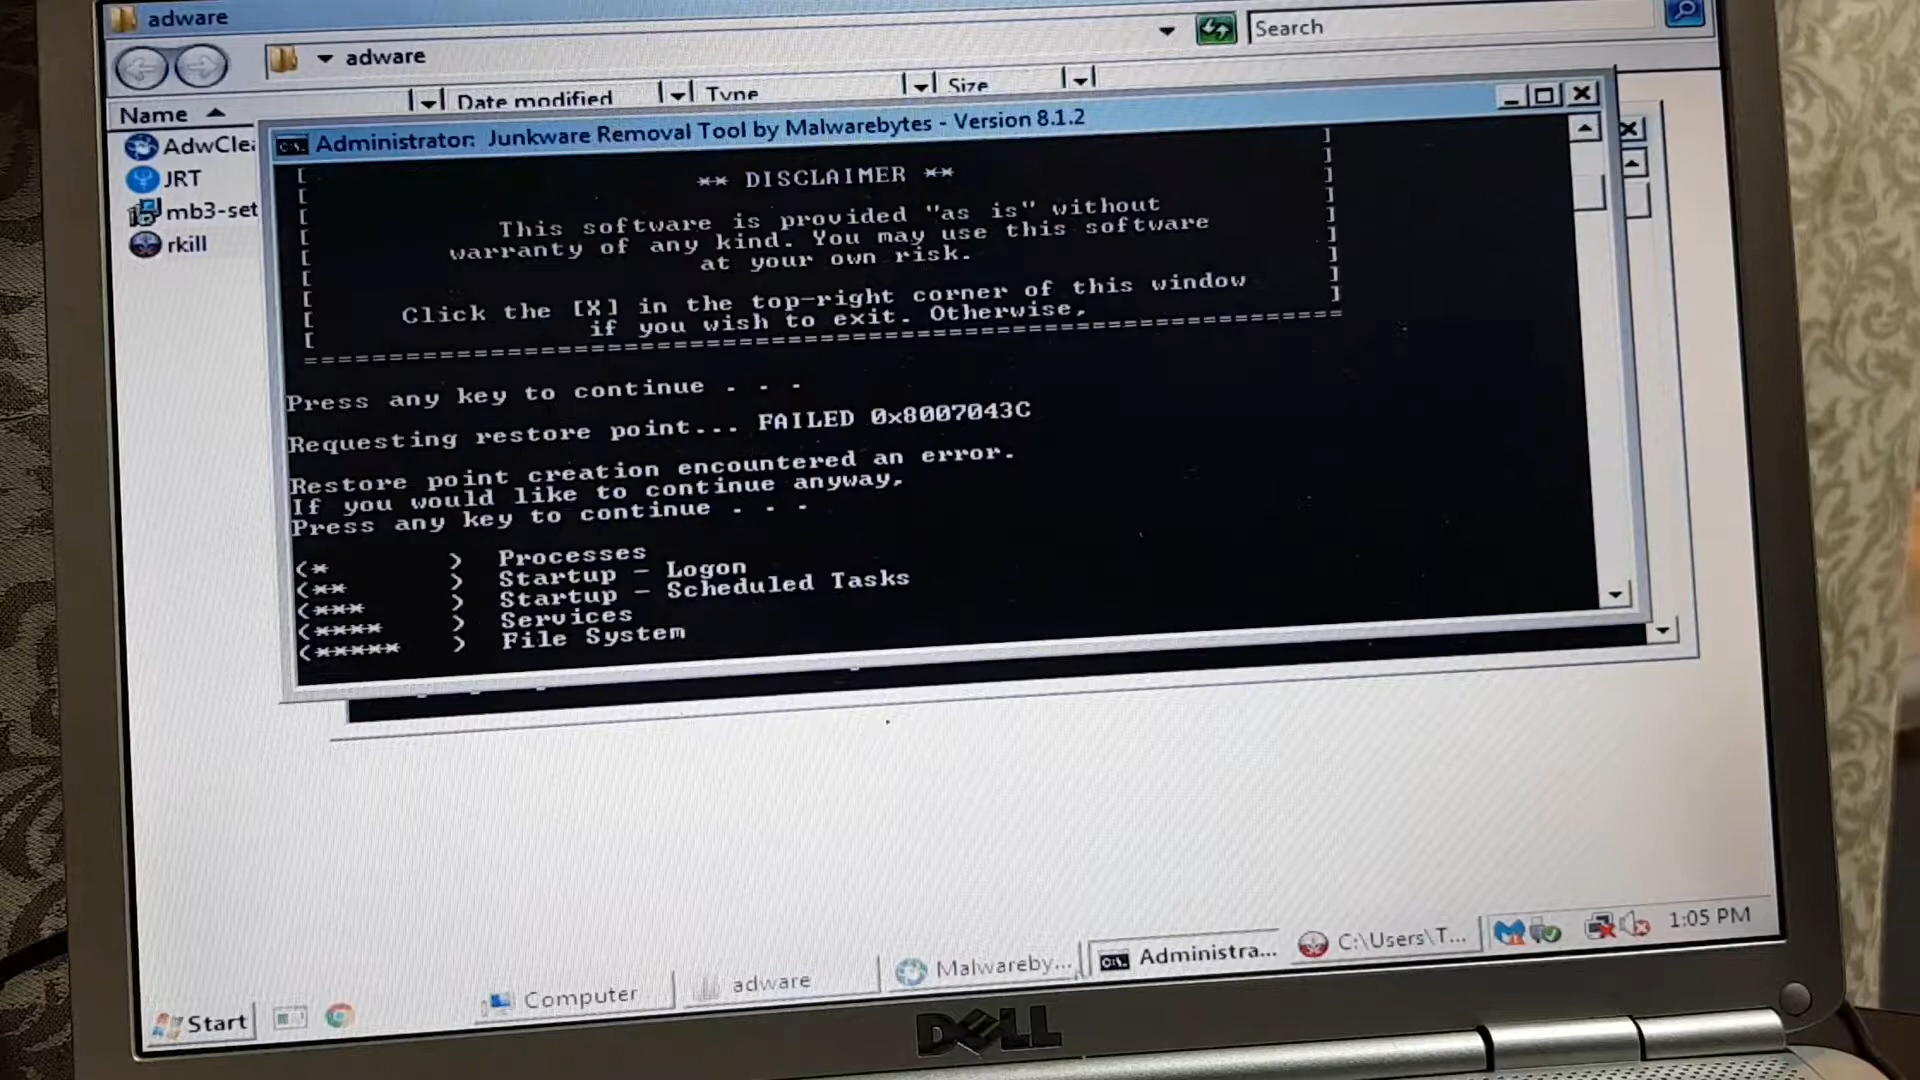 adware
adware
Search
Name
Date modified
Type
Size
AdwClea
JRT
mb3-set
rkill
Administrator: Junkware Removal Tool by Malwarebytes - Version 8.1.2
[ ]
[ ** DISCLAIMER ** ]
[ ]
[ This software is provided "as is" without ]
[ warranty of any kind. You may use this software ]
[ at your own risk. ]
[ ]
[ Click the [X] in the top-right corner of this window ]
[ if you wish to exit. Otherwise, ]
================================================================
Press any key to continue . . .
Requesting restore point... FAILED 0x8007043C
Restore point creation encountered an error.
If you would like to continue anyway,
Press any key to continue . . .
(* ) Processes
(** ) Startup - Logon
(*** ) Startup - Scheduled Tasks
(**** ) Services
(***** ) File System
Start
Computer
adware
Malwareby...
Administra...
C:\Users\T...
1:05 PM
DELL